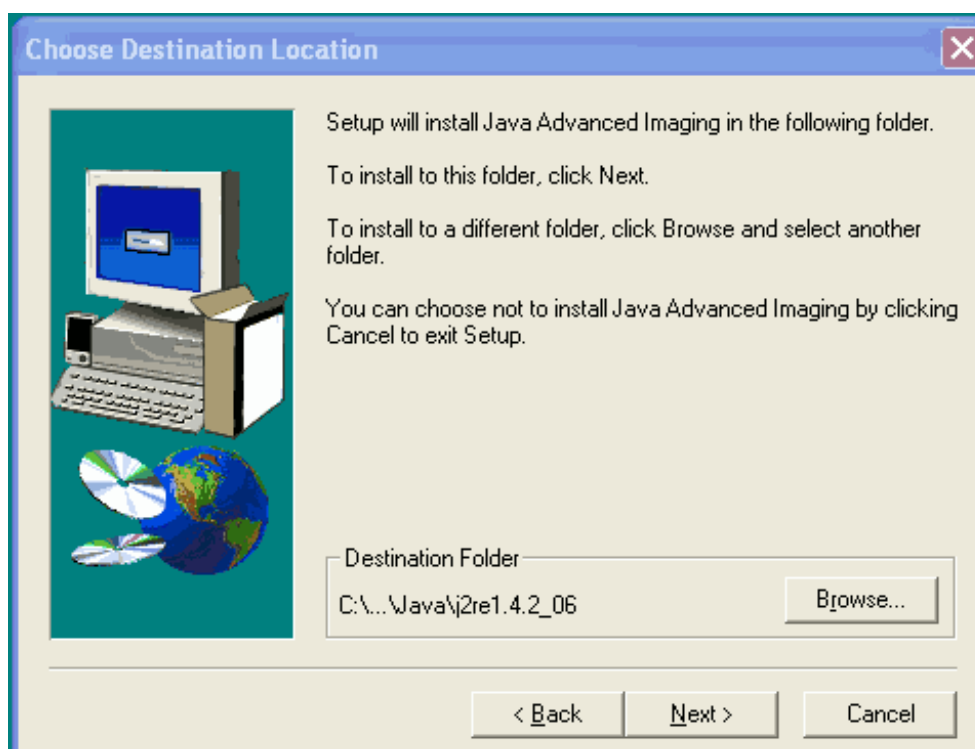 Choose Destination Location
Setup will install Java Advanced Imaging in the following folder.
To install to this folder, click Next.
To install to a different folder, click Browse and select another
folder.
You can choose not to install Java Advanced Imaging by clicking
Cancel to exit Setup.
Destination Folder
C:\...\Java\j2re1.4.2_06
Browse...
< Back
Next >
Cancel